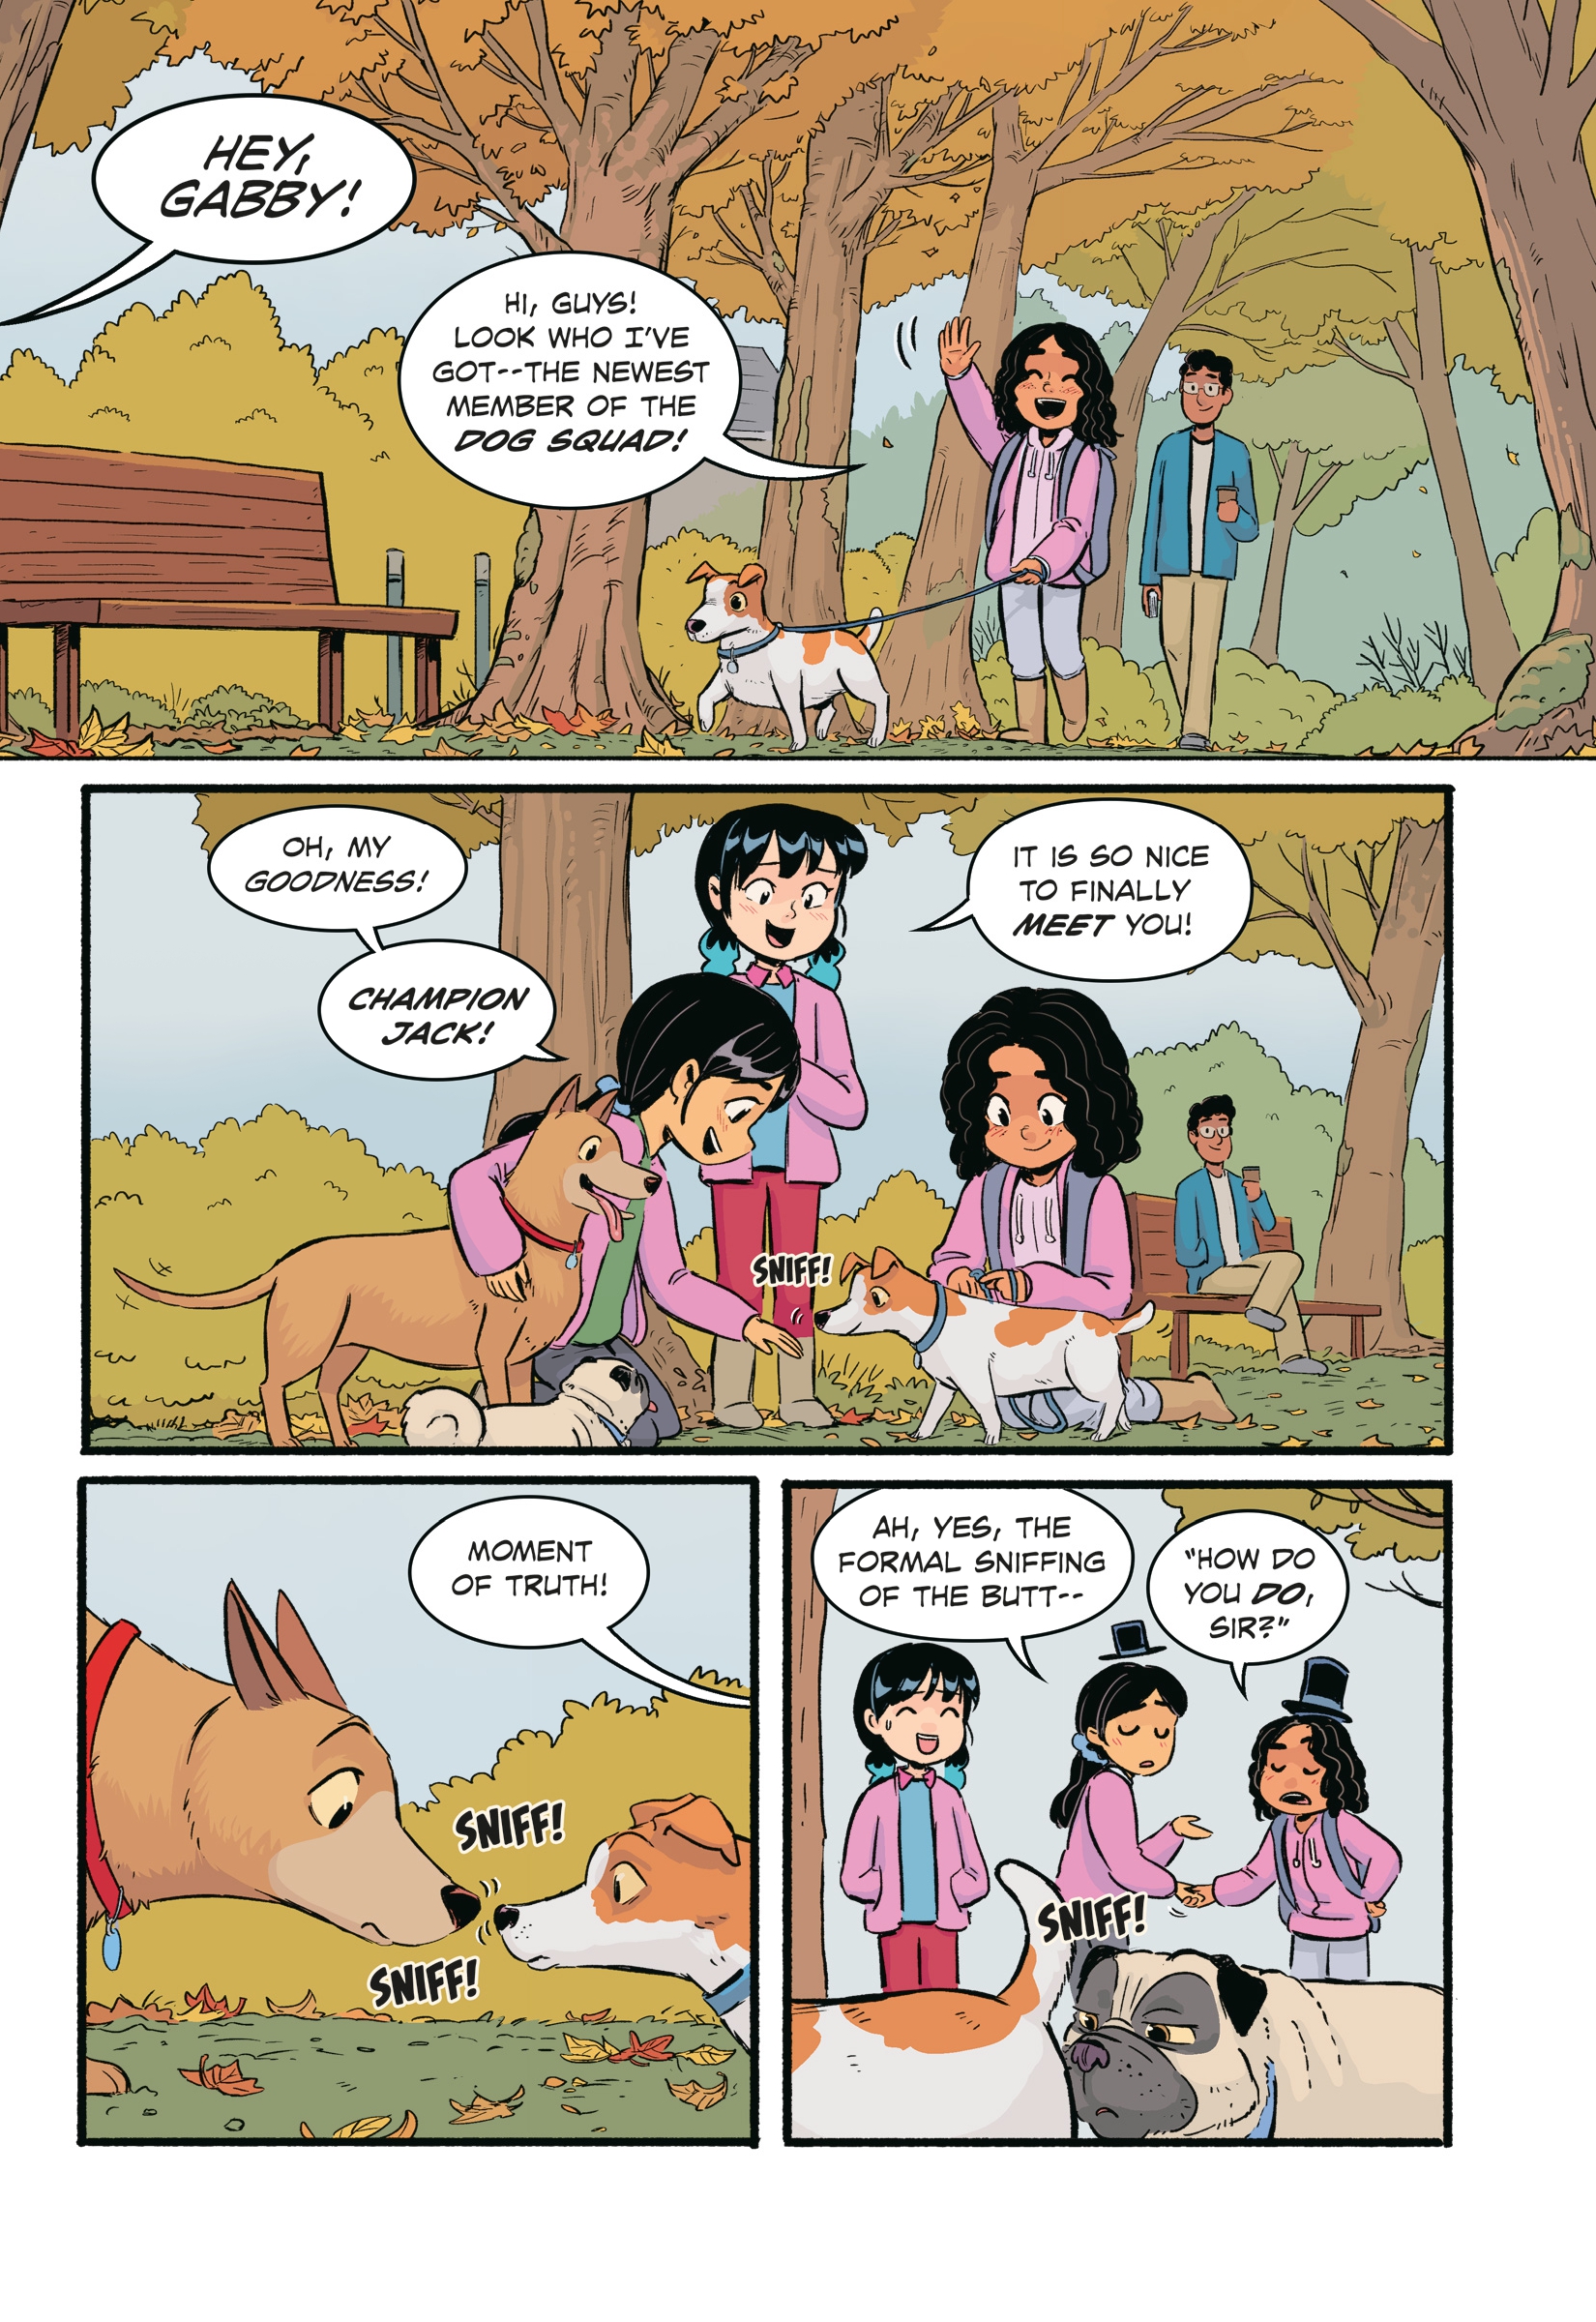 HEY,
GABBY!
HI, GUYS!
LOOK WHO I'VE
GOT--THE NEWEST
MEMBER OF THE
DOG SQUAD!
OH, MY
GOODNESS!
CHAMPION
JACK!
IT IS SO NICE
TO FINALLY
MEET YOU!
SNIFF!
MOMENT
OF TRUTH!
SNIFF!
SNIFF!
AH, YES, THE
FORMAL SNIFFING
OF THE BUTT--
"HOW DO
YOU DO,
SIR?"
SNIFF!